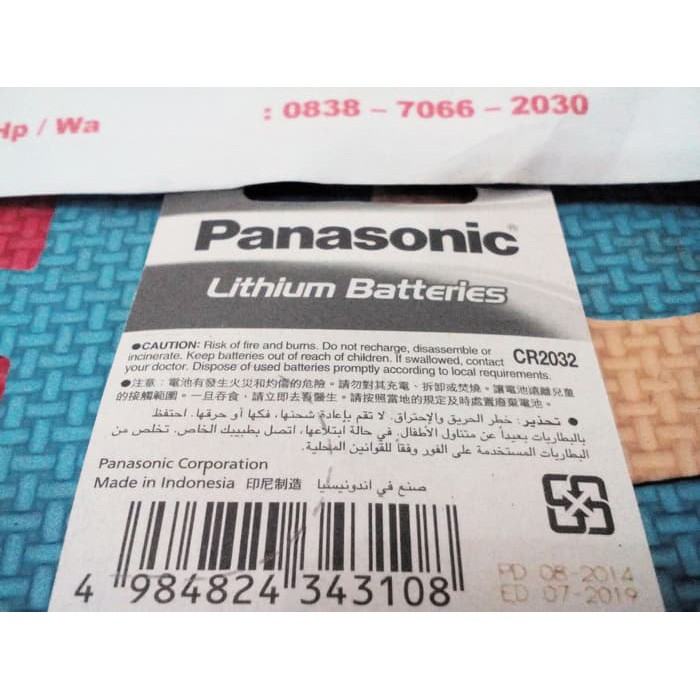 Hp / Wa : 0838 – 7066 – 2030
Panasonic®
Lithium Batteries
●CAUTION: Risk of fire and burns. Do not recharge, disassemble or
incinerate. Keep batteries out of reach of children. If swallowed, contact
your doctor. Dispose of used batteries promptly according to local requirements.
CR2032
●注意：電池有發生火災和灼傷的危險。請勿對其充電、拆卸或焚燒。讓電池遠離兒童
的接觸範圍。一旦吞食，請立即去看醫生。請按照當地的規定及時處置廢棄電池。
● تحذير: خطر الحريق والإحتراق. لا تقم بإعادة شحنها، فكها أو حرقها. احتفظ
بالبطاريات بعيداً عن متناول الأطفال. في حالة ابتلاعها، اتصل بطبيبك الخاص. تخلص من
البطاريات المستخدمة على الفور وفقاً للقوانين المحلية.
Panasonic Corporation
Made in Indonesia 印尼制造 صنع في اندونيسيا
4 984824 343108
PD 08-2014
ED 07-2019